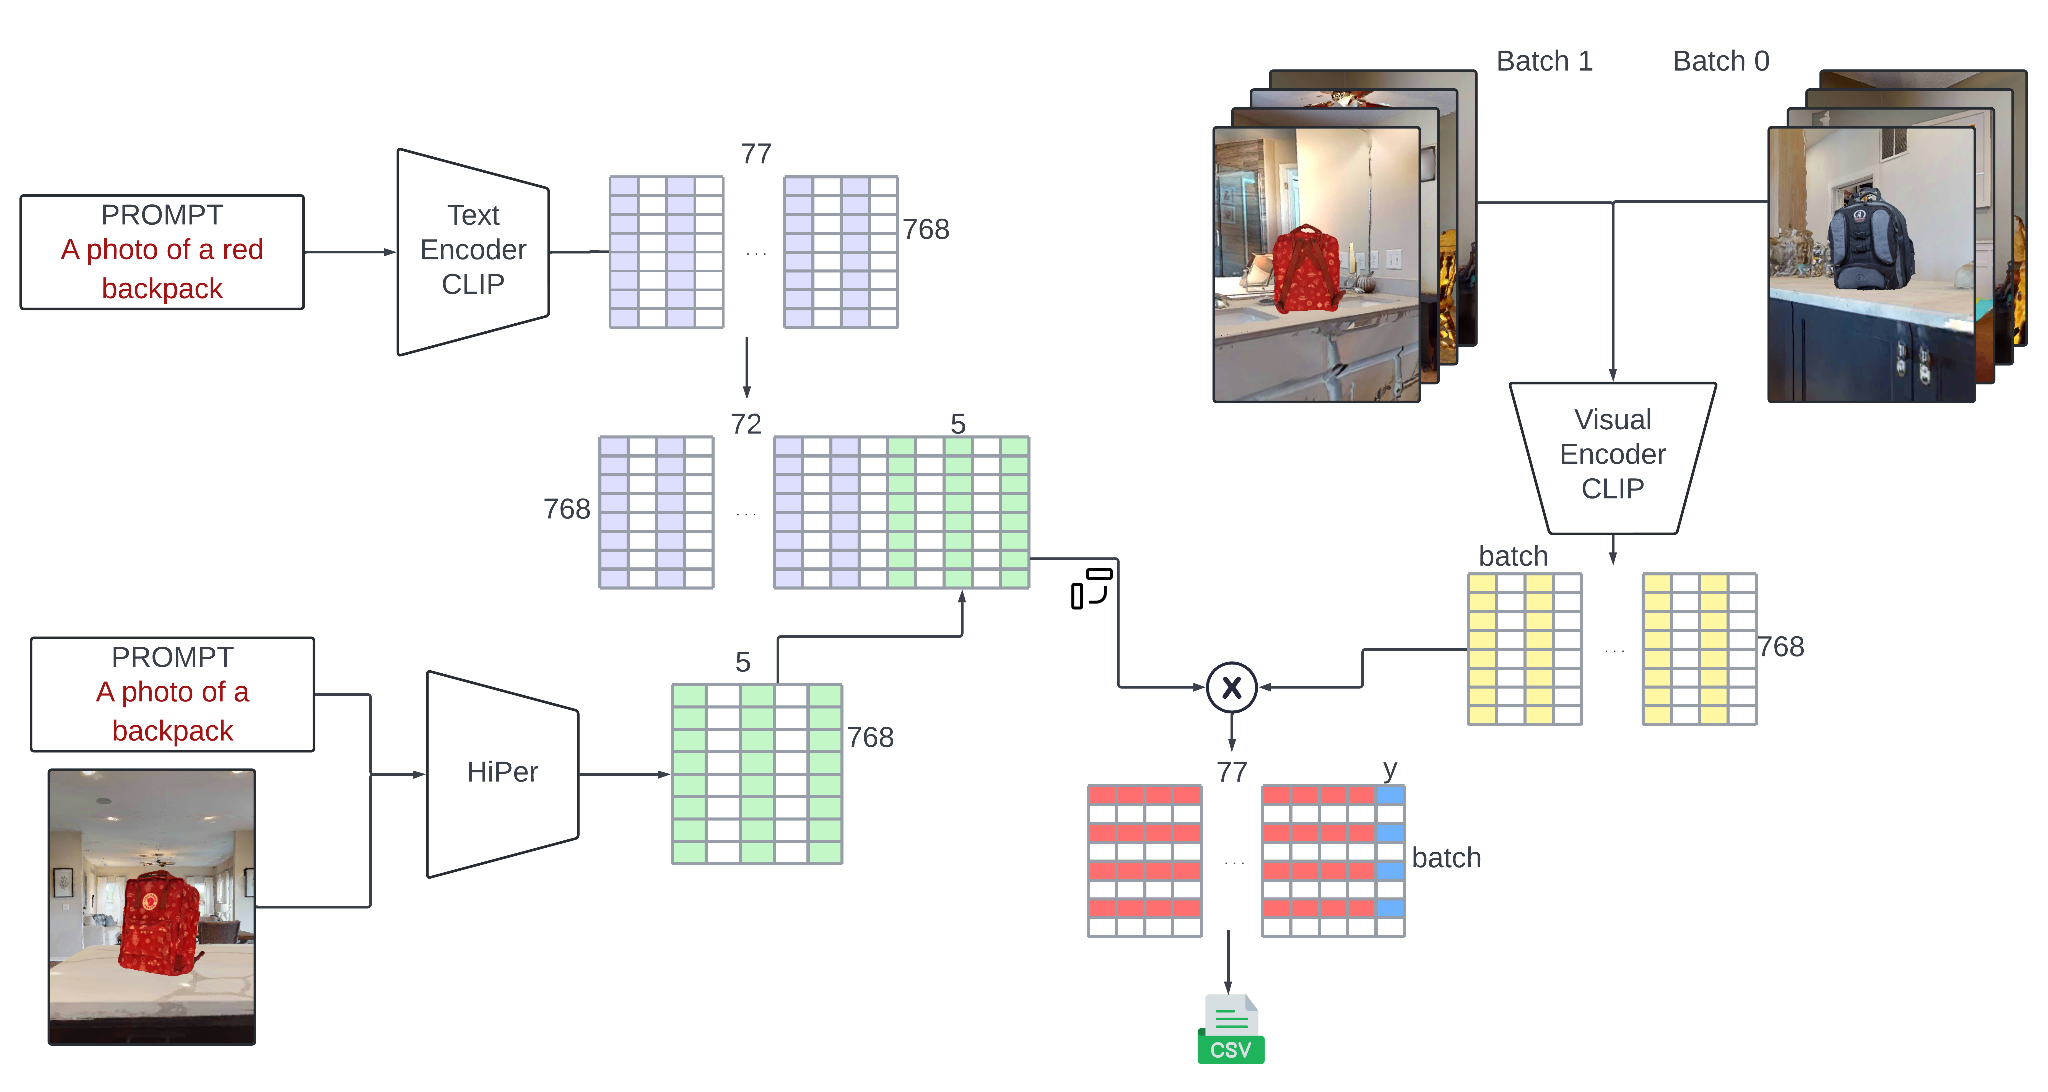 Batch 1
Batch 0
77
PROMPT
A photo of a red
backpack
Text
Encoder
CLIP
...
768
72
5
768
...
Visual
Encoder
CLIP
batch
...
768
PROMPT
A photo of a
backpack
HiPer
5
768
X
77
y
...
batch
CSV